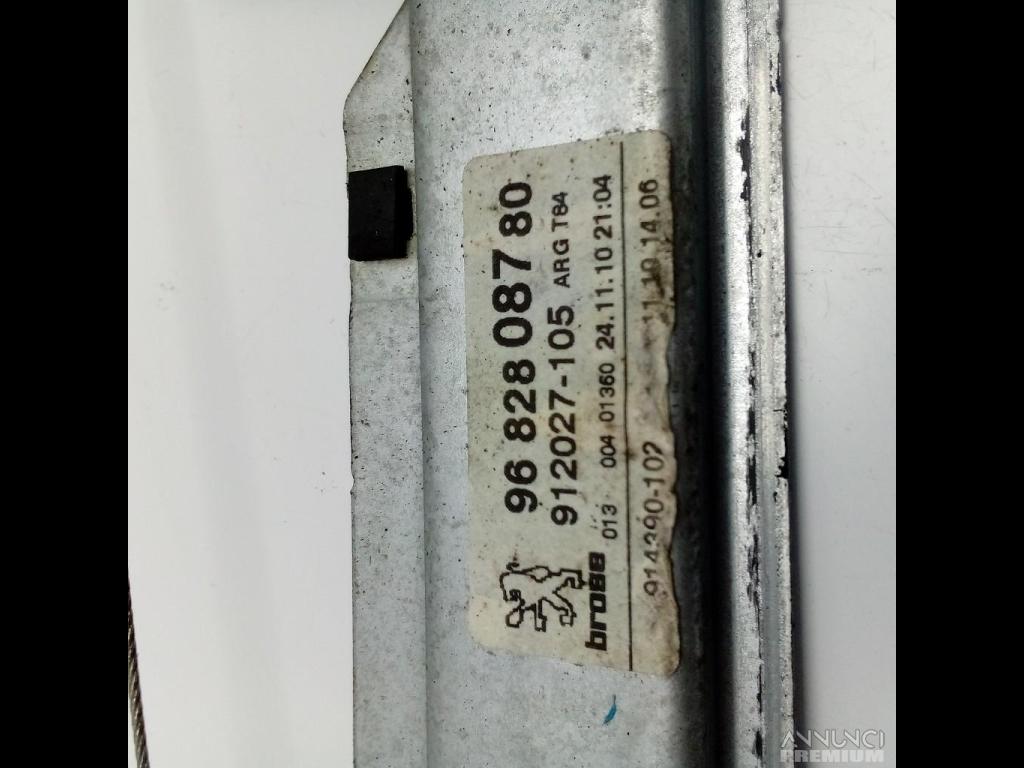 96 828 087 80
912027-105 ARG T84
brose 013 004 01360 24.11.10 21:04
914390-102 11.10 14.06
ANNUNCI
PREMIUM